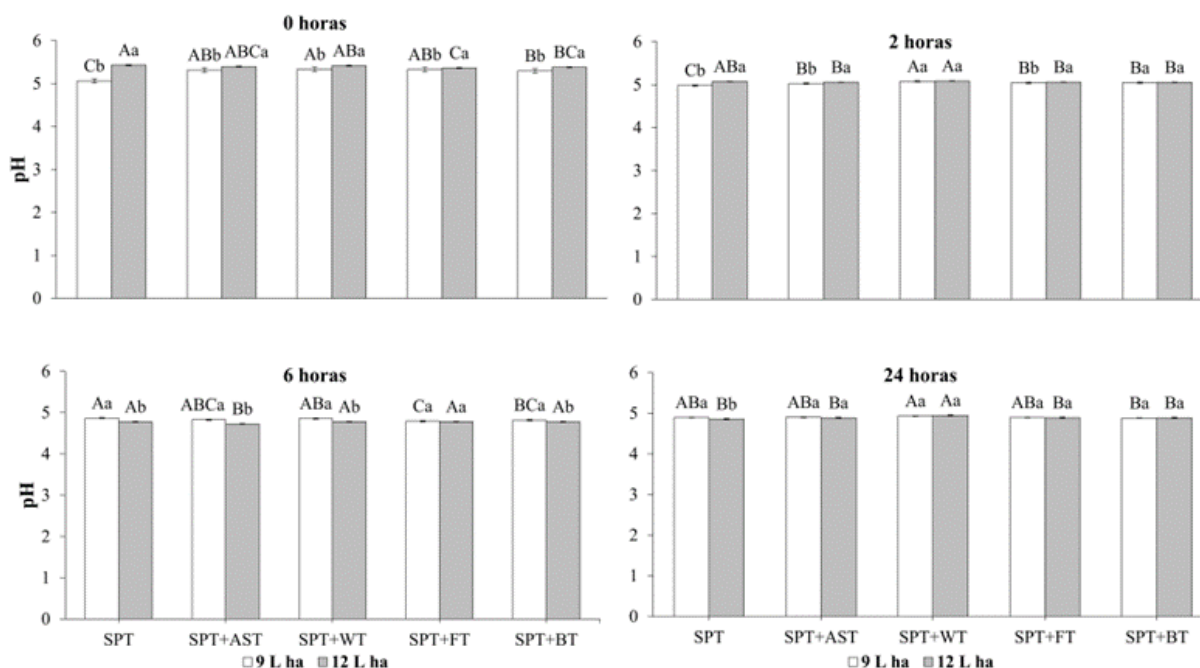 0 horas
6
5
4
3
2
1
0
pH
Cb Aa ABb ABCa Ab ABa ABb Ca Bb BCa
2 horas
6
5
4
3
2
1
0
Cb ABa Bb Ba Aa Aa Bb Ba Ba Ba
6 horas
6
5
4
3
2
1
0
pH
Aa Ab ABCa Bb ABa Ab Ca Aa BCa Ab
SPT SPT+AST SPT+WT SPT+FT SPT+BT
9 L ha 12 L ha
24 horas
6
5
4
3
2
1
0
ABa Bb ABa Ba Aa Aa ABa Ba Ba Ba
SPT SPT+AST SPT+WT SPT+FT SPT+BT
9 L ha 12 L ha